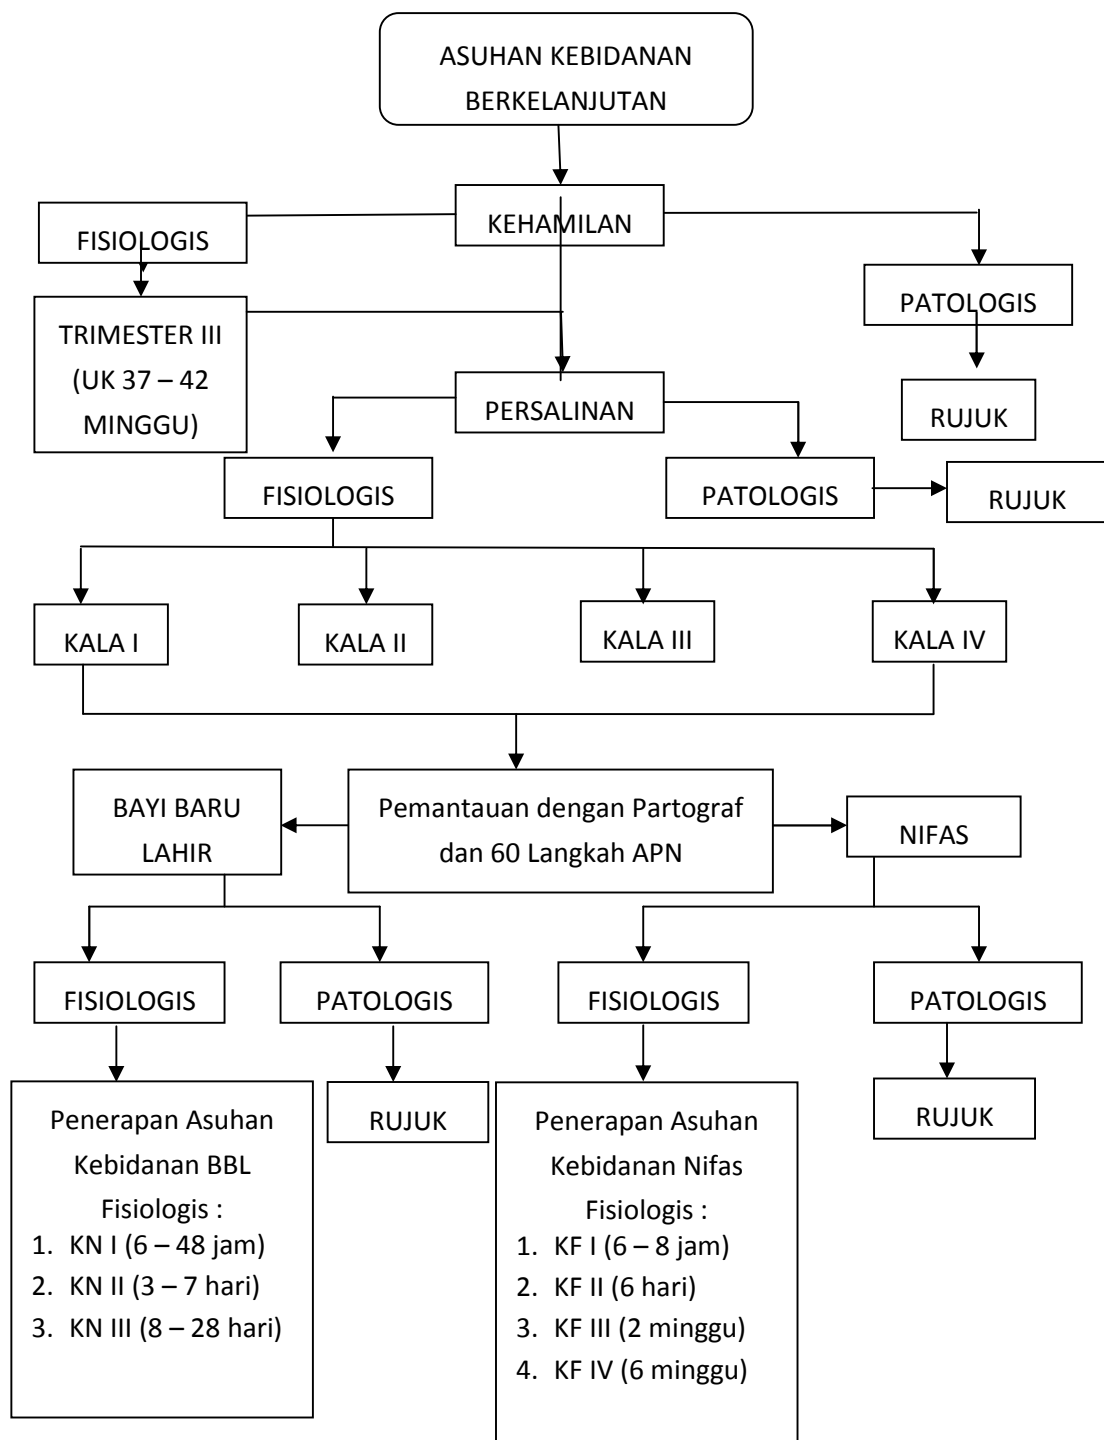 ASUHAN KEBIDANAN
BERKELANJUTAN
KEHAMILAN
FISIOLOGIS
PATOLOGIS
TRIMESTER III
(UK 37 – 42
MINGGU)
RUJUK
PERSALINAN
FISIOLOGIS
PATOLOGIS
RUJUK
KALA I
KALA II
KALA III
KALA IV
BAYI BARU
LAHIR
Pemantauan dengan Partograf
dan 60 Langkah APN
NIFAS
FISIOLOGIS
PATOLOGIS
FISIOLOGIS
PATOLOGIS
Penerapan Asuhan
Kebidanan BBL
Fisiologis :
1. KN I (6 – 48 jam)
2. KN II (3 – 7 hari)
3. KN III (8 – 28 hari)
RUJUK
Penerapan Asuhan
Kebidanan Nifas
Fisiologis :
1. KF I (6 – 8 jam)
2. KF II (6 hari)
3. KF III (2 minggu)
4. KF IV (6 minggu)
RUJUK